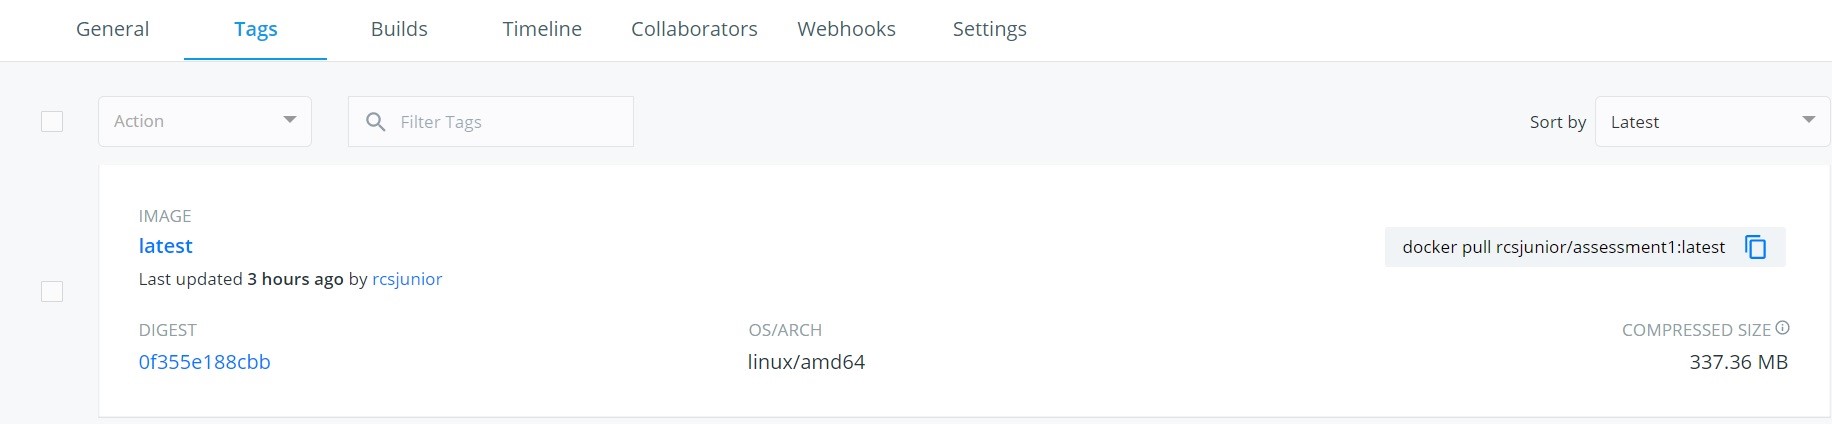 General Tags Builds Timeline Collaborators Webhooks Settings
Action Filter Tags Sort by Latest
IMAGE
latest
docker pull rcsjunior/assessment1:latest
Last updated 3 hours ago by rcsjunior
DIGEST OS/ARCH COMPRESSED SIZE
0f355e188cbb linux/amd64 337.36 MB